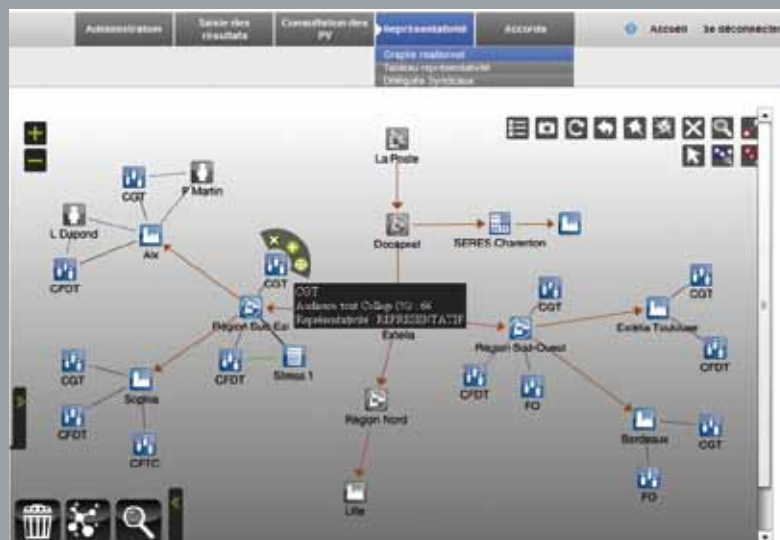 Administration
Saisie des résultats
Consultation des PV
Représentativité
Accords
Accueil
Se déconnecter
Graphe relationnel
Tableau représentativité
Délégués Syndicaux
La Poste
CGT
P Martin
L Dupond
Docapost
SERES Charenton
Aix
CFDT
CGT
CGT
Audience tout College (%) : 64
Représentativité : REPRESENTATIF
CGT
CGT
Région Sud Est
Extelia
Région Sud-Ouest
Extelia Toulouse
CFDT
Stress 1
CFDT
CGT
Sophia
CFDT
FO
CFDT
Région Nord
Bordeaux
CGT
CFTC
FO
Lille